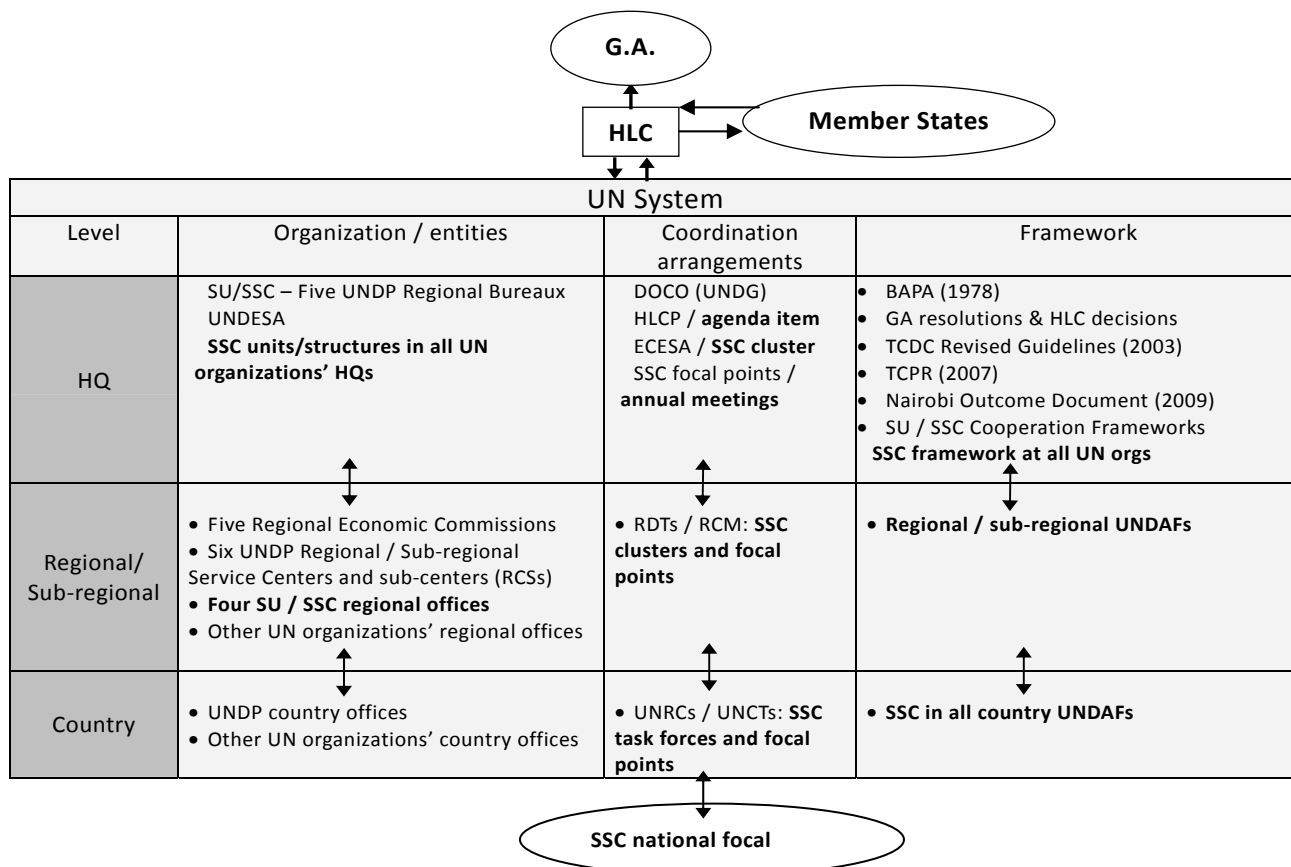 G.A.
HLC
Member States
UN System
Level
Organization / entities
Coordination
arrangements
Framework
HQ
SU/SSC – Five UNDP Regional Bureaux
UNDESA
SSC units/structures in all UN
organizations’ HQs
DOCO (UNDG)
HLCP / agenda item
ECESA / SSC cluster
SSC focal points /
annual meetings
• BAPA (1978)
• GA resolutions & HLC decisions
• TCDC Revised Guidelines (2003)
• TCPR (2007)
• Nairobi Outcome Document (2009)
• SU / SSC Cooperation Frameworks
SSC framework at all UN orgs
Regional/
Sub-regional
• Five Regional Economic Commissions
• Six UNDP Regional / Sub-regional
Service Centers and sub-centers (RCSs)
• Four SU / SSC regional offices
• Other UN organizations’ regional offices
• RDTs / RCM: SSC
clusters and focal
points
• Regional / sub-regional UNDAFs
Country
• UNDP country offices
• Other UN organizations’ country offices
• UNRCs / UNCTs: SSC
task forces and focal
points
• SSC in all country UNDAFs
SSC national focal